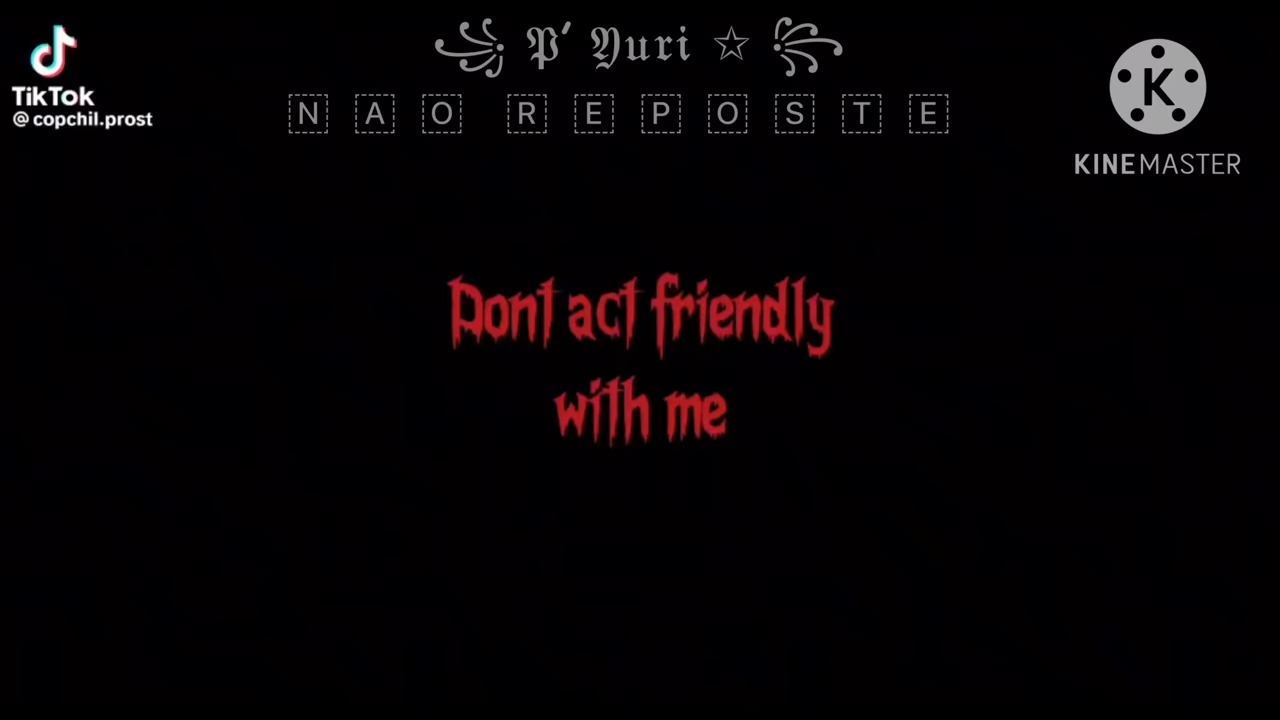 ꧁ 𝔓′ 𝔜𝔲𝔯𝔦 ☆ ꧂
N A O R E P O S T E
TikTok
@ copchil.prost
K
KINEMASTER
Dont act friendly
with me